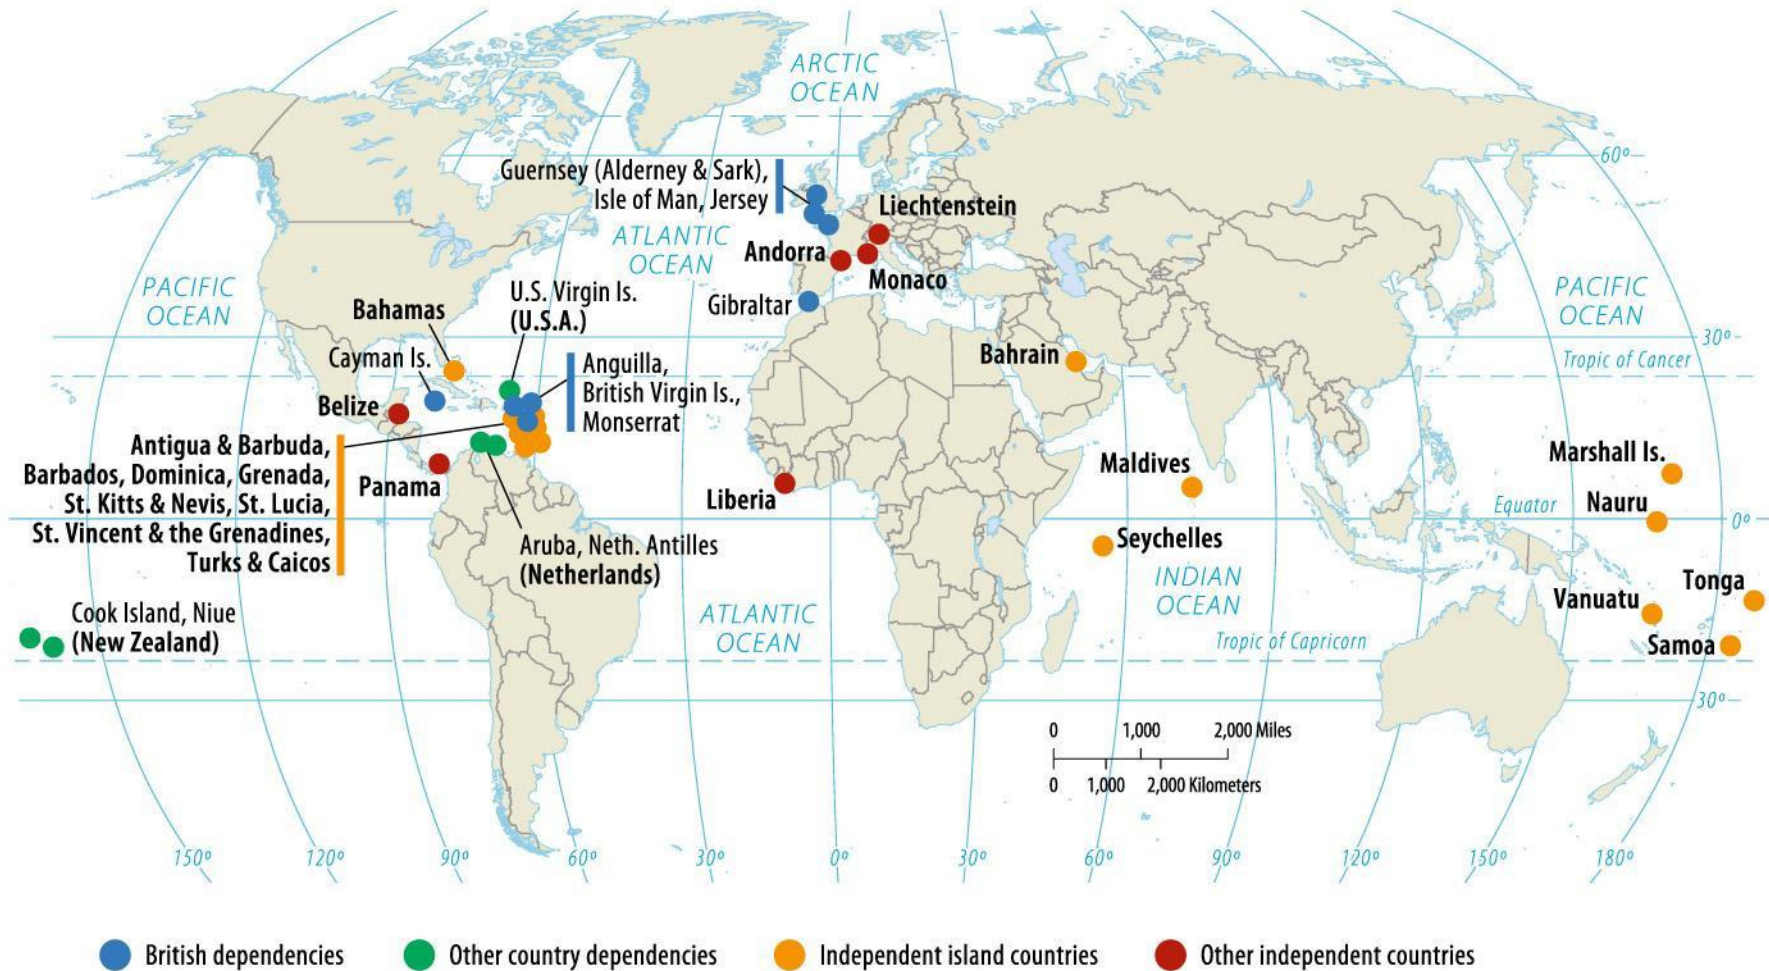 ARCTIC
OCEAN
60º
Guernsey (Alderney & Sark),
Isle of Man, Jersey
Liechtenstein
ATLANTIC
OCEAN
Andorra
Monaco
PACIFIC
OCEAN
U.S. Virgin Is.
(U.S.A.)
Gibraltar
PACIFIC
OCEAN
Bahamas
30º
Cayman Is.
Anguilla,
British Virgin Is.,
Monserrat
Bahrain
Tropic of Cancer
Belize
Antigua & Barbuda,
Barbados, Dominica, Grenada,
St. Kitts & Nevis, St. Lucia,
St. Vincent & the Grenadines,
Turks & Caicos
Panama
Liberia
Maldives
Marshall Is.
Nauru
Equator
0º
Aruba, Neth. Antilles
(Netherlands)
Seychelles
INDIAN
OCEAN
Tonga
Vanuatu
Samoa
Cook Island, Niue
(New Zealand)
ATLANTIC
OCEAN
Tropic of Capricorn
30º
0 1,000 2,000 Miles
0 1,000 2,000 Kilometers
150º 120º 90º 60º 30º 0º 30º 60º 90º 120º 150º 180º
British dependencies
Other country dependencies
Independent island countries
Other independent countries